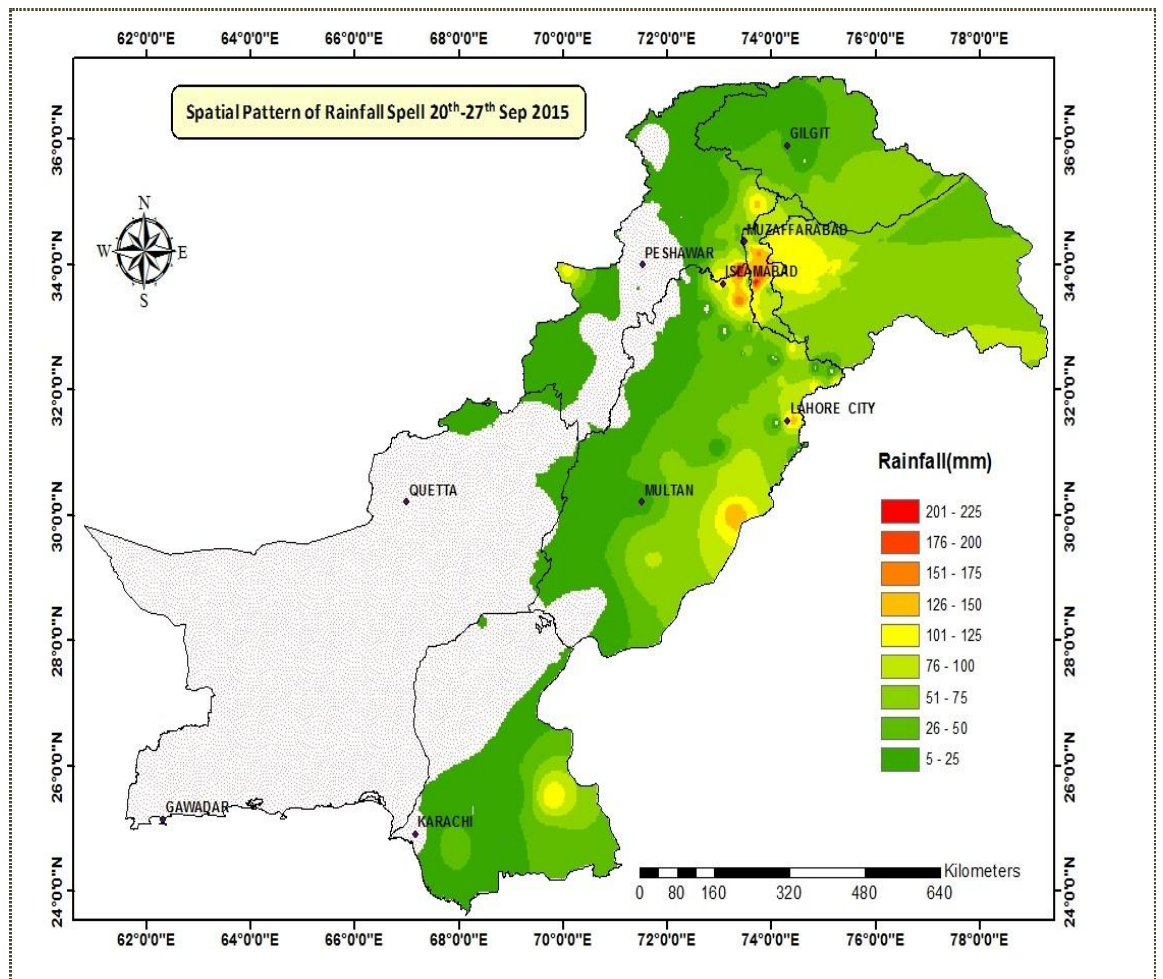 62°0'0"E 64°0'0"E 66°0'0"E 68°0'0"E 70°0'0"E 72°0'0"E 74°0'0"E 76°0'0"E 78°0'0"E
Spatial Pattern of Rainfall Spell 20th-27th Sep 2015
N
W E
S
36°0'0"N
34°0'0"N
32°0'0"N
30°0'0"N
28°0'0"N
26°0'0"N
24°0'0"N
GILGIT
MUZAFFARABAD
PESHAWAR
ISLAMABAD
LAHORE CITY
QUETTA
MULTAN
GAWADAR
KARACHI
Rainfall(mm)
201 - 225
176 - 200
151 - 175
126 - 150
101 - 125
76 - 100
51 - 75
26 - 50
5 - 25
Kilometers
0 80 160 320 480 640
36°0'0"N
34°0'0"N
32°0'0"N
30°0'0"N
28°0'0"N
26°0'0"N
24°0'0"N
62°0'0"E 64°0'0"E 66°0'0"E 68°0'0"E 70°0'0"E 72°0'0"E 74°0'0"E 76°0'0"E 78°0'0"E